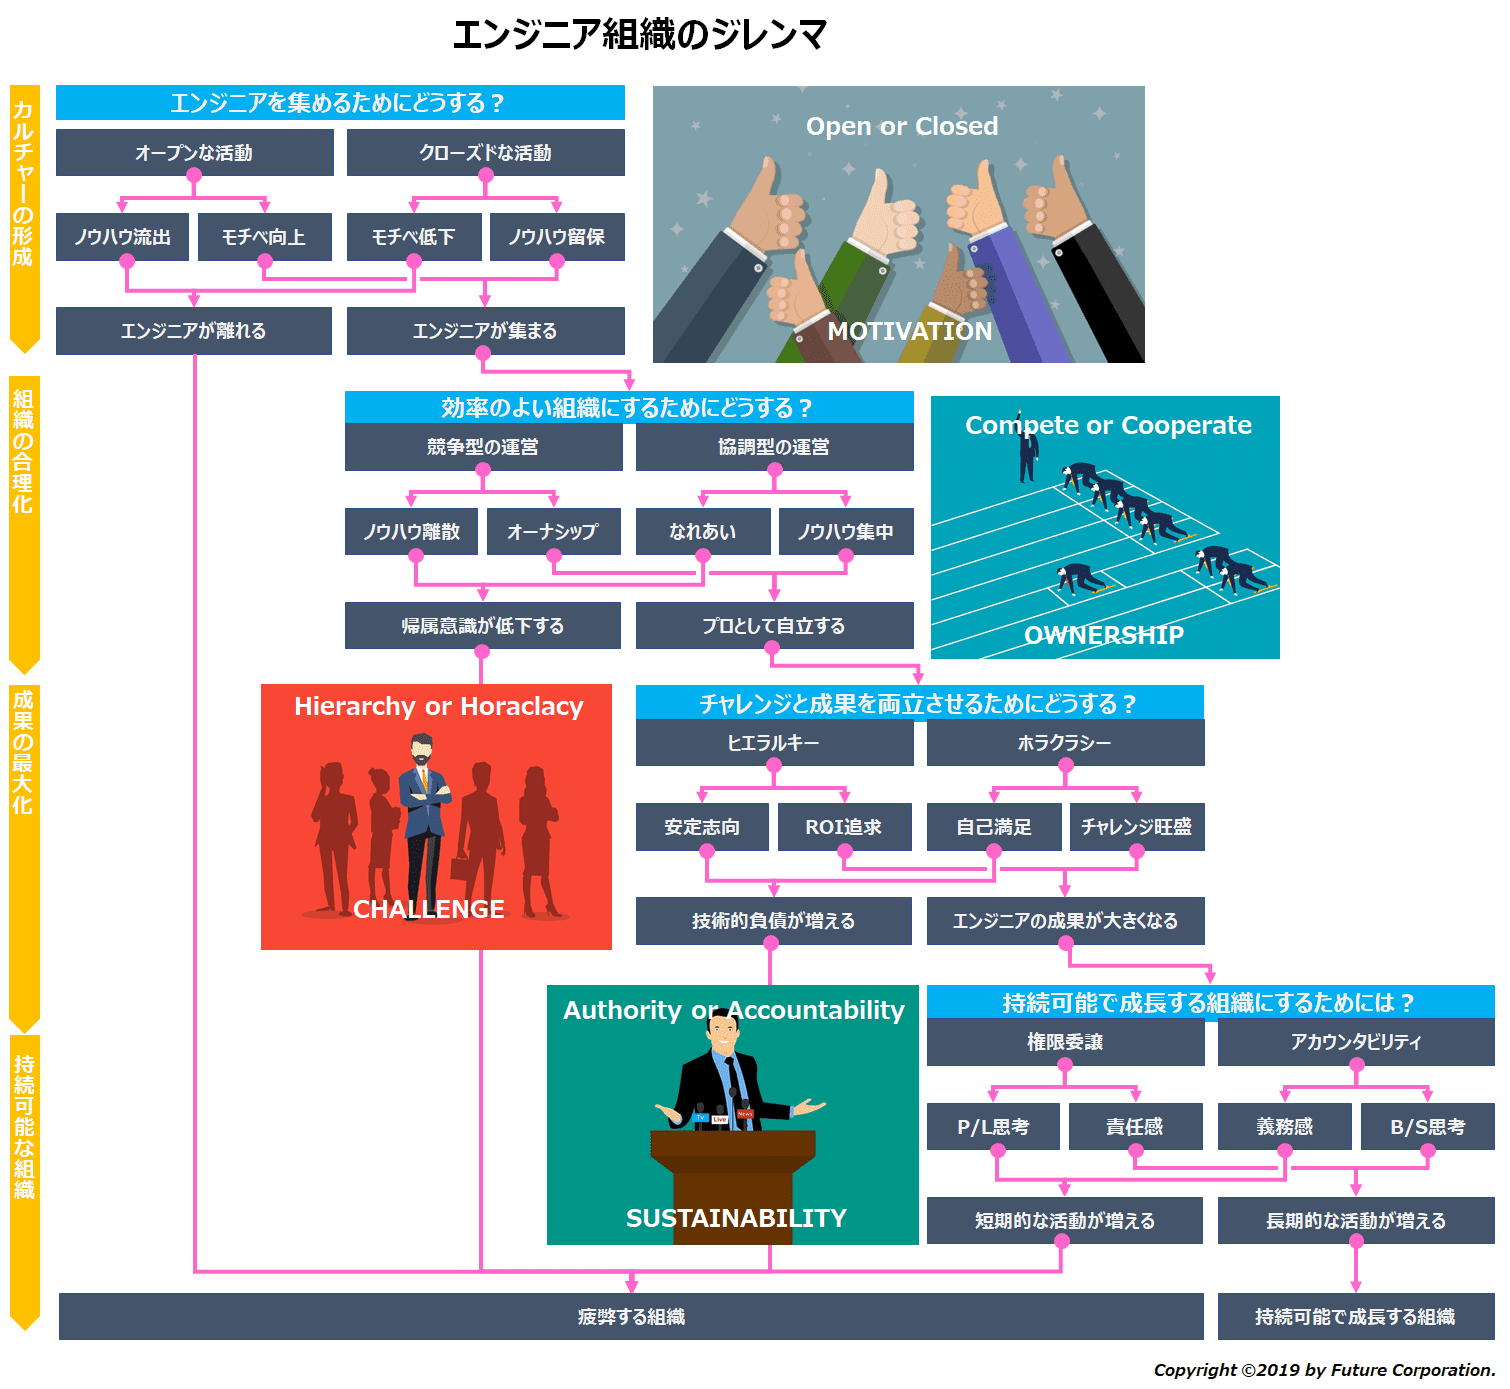 エンジニア組織のジレンマ
カルチャーの形成
エンジニアを集めるためにどうする？
オープンな活動
クローズドな活動
ノウハウ流出
モチベ向上
モチベ低下
ノウハウ留保
エンジニアが離れる
エンジニアが集まる
Open or Closed
MOTIVATION
組織の合理化
効率のよい組織にするためにどうする？
競争型の運営
協調型の運営
ノウハウ離散
オーナシップ
なれあい
ノウハウ集中
帰属意識が低下する
プロとして自立する
Compete or Cooperate
OWNERSHIP
成果の最大化
Hierarchy or Horaclacy
CHALLENGE
チャレンジと成果を両立させるためにどうする？
ヒエラルキー
ホラクラシー
安定志向
ROI追求
自己満足
チャレンジ旺盛
技術的負債が増える
エンジニアの成果が大きくなる
持続可能な組織
Authority or Accountability
Tv
Live
News
SUSTAINABILITY
持続可能で成長する組織にするためには？
権限委譲
アカウンタビリティ
P/L思考
責任感
義務感
B/S思考
短期的な活動が増える
長期的な活動が増える
疲弊する組織
持続可能で成長する組織
Copyright ©2019 by Future Corporation.